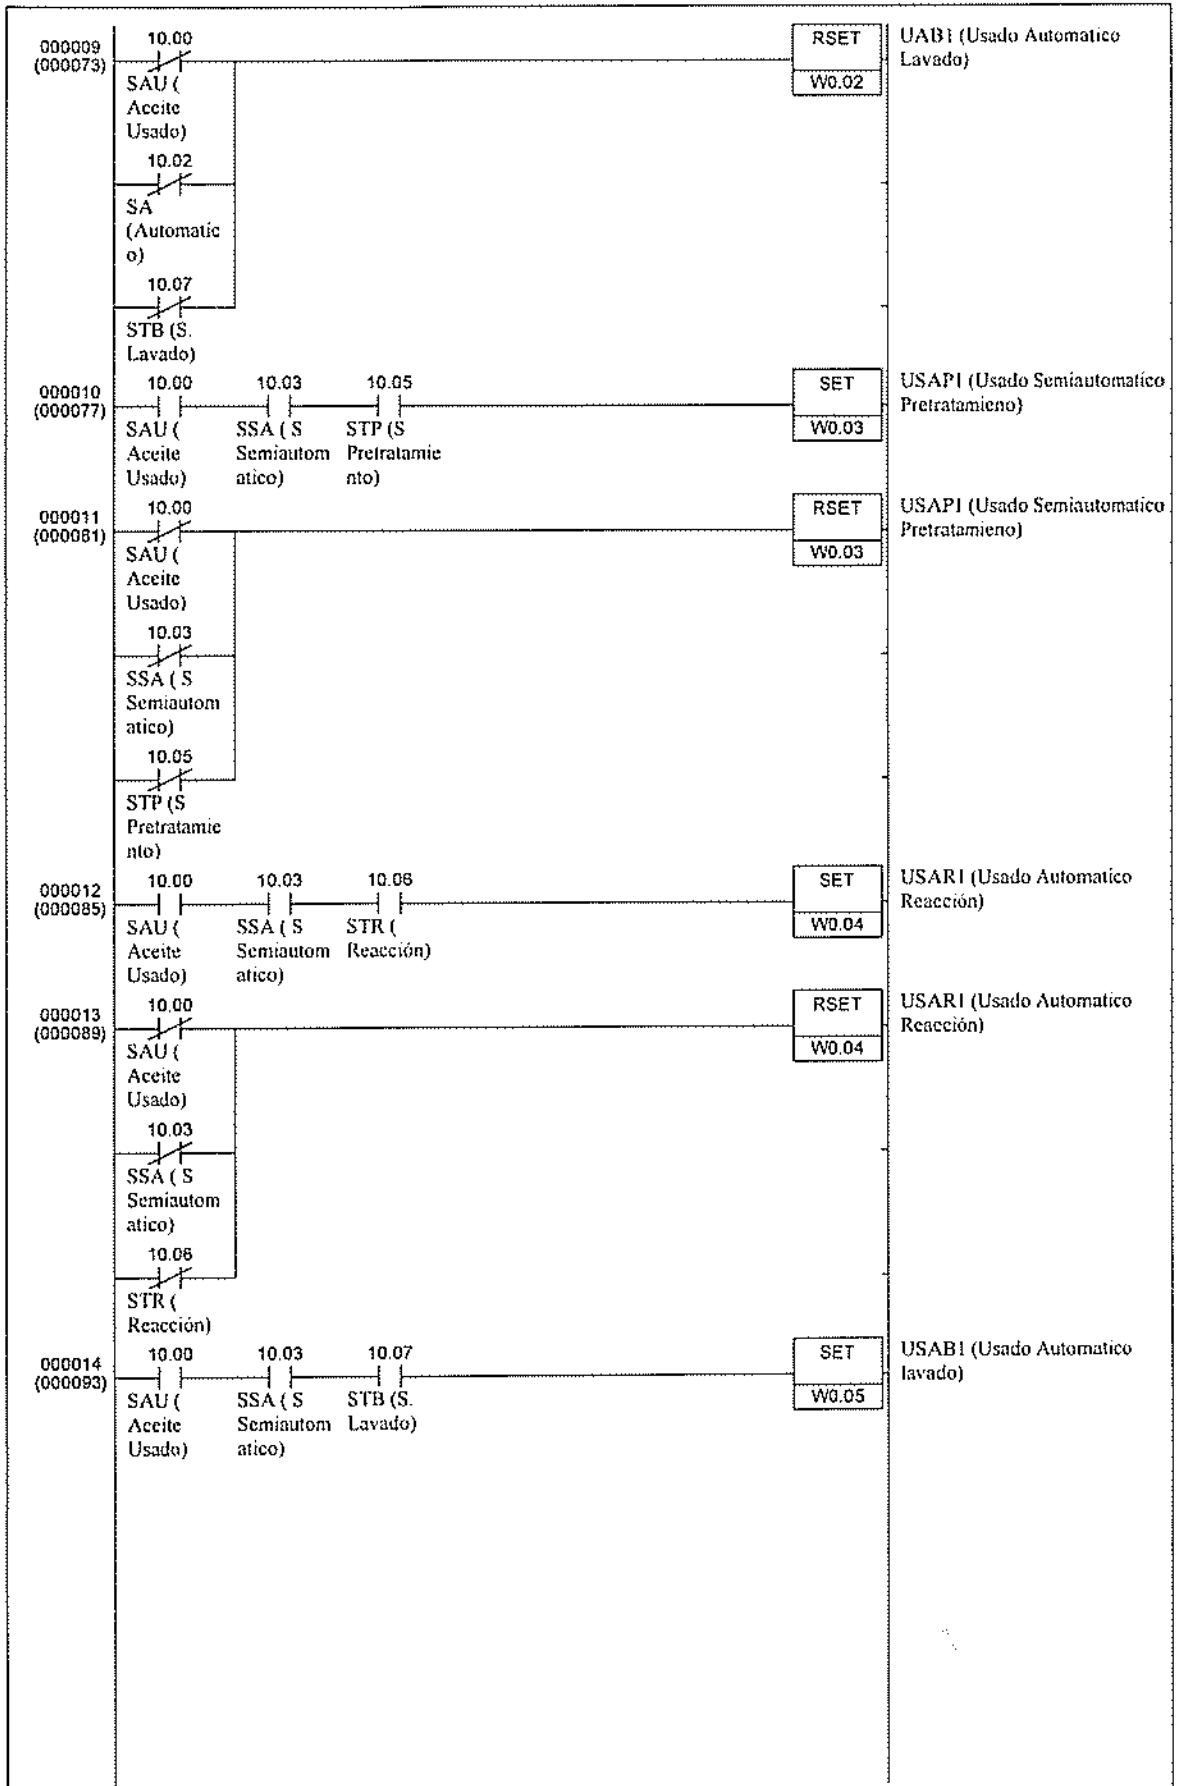 000009
(000073)
10.00
SAU (
Aceite
Usado)
RSET
W0.02
UAB1 (Usado Automatico
Lavado)
10.02
SA
(Automatic
o)
10.07
STB (S.
Lavado)
000010
(000077)
10.00
SAU (
Aceite
Usado)
10.03
SSA ( S
Semiautom
atico)
10.05
STP (S
Pretratamie
nto)
SET
W0.03
USAP1 (Usado Semiautomatico
Pretratamieno)
000011
(000081)
10.00
SAU (
Aceite
Usado)
RSET
W0.03
USAP1 (Usado Semiautomatico
Pretratamieno)
10.03
SSA ( S
Semiautom
atico)
10.05
STP (S
Pretratamie
nto)
000012
(000085)
10.00
SAU (
Aceite
Usado)
10.03
SSA ( S
Semiautom
atico)
10.06
STR (
Reacción)
SET
W0.04
USAR1 (Usado Automatico
Reacción)
000013
(000089)
10.00
SAU (
Aceite
Usado)
RSET
W0.04
USAR1 (Usado Automatico
Reacción)
10.03
SSA ( S
Semiautom
atico)
10.06
STR (
Reacción)
000014
(000093)
10.00
SAU (
Aceite
Usado)
10.03
SSA ( S
Semiautom
atico)
10.07
STB (S.
Lavado)
SET
W0.05
USAB1 (Usado Automatico
lavado)